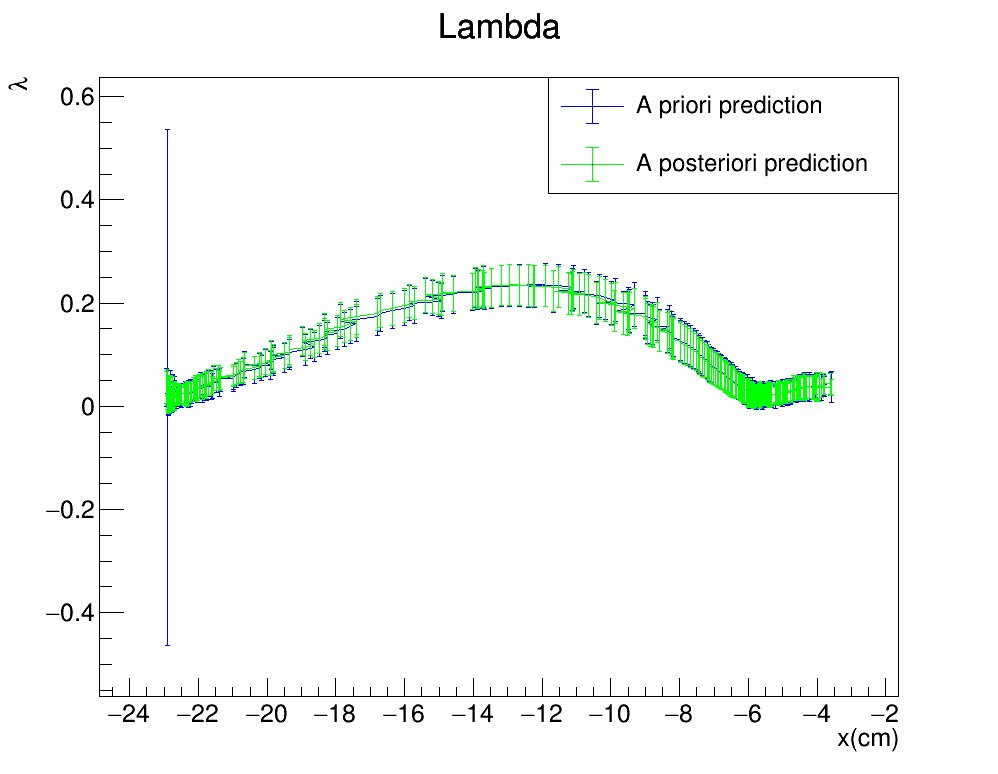 Lambda
λ
A priori prediction
A posteriori prediction
0.6
0.4
0.2
0
−0.2
−0.4
−24 −22 −20 −18 −16 −14 −12 −10 −8 −6 −4 −2
x(cm)